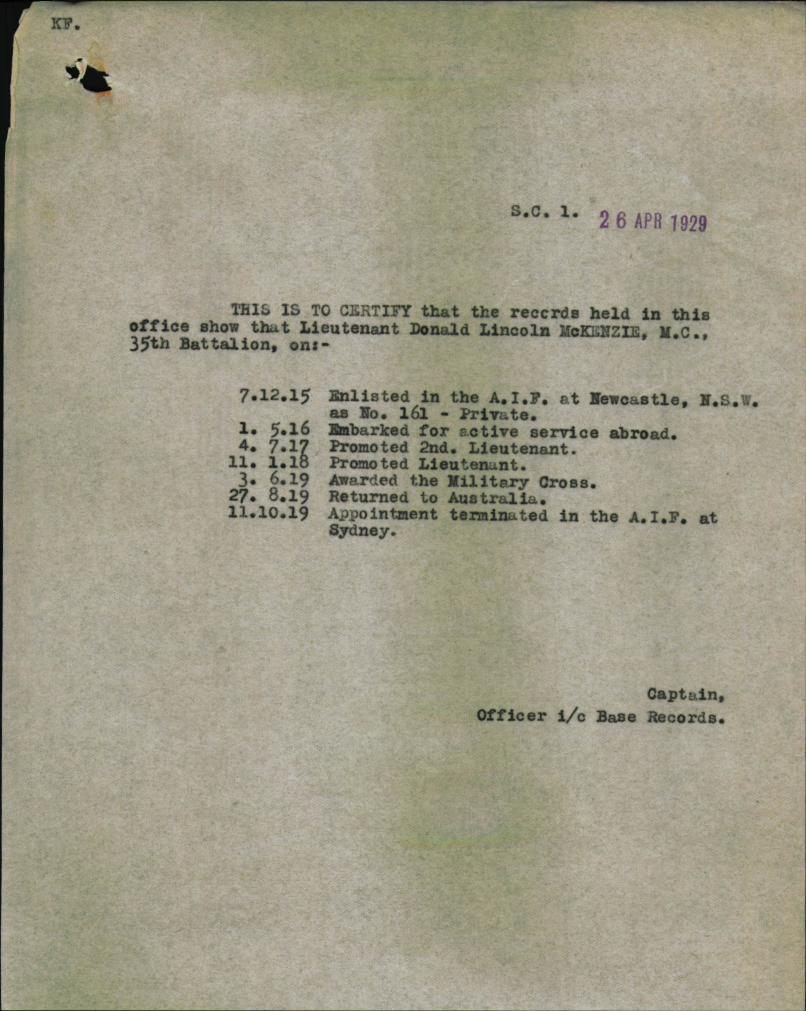 KF.
S.C. 1. 26 APR 1929
THIS IS TO CERTIFY that the records held in this
office show that Lieutenant Donald Lincoln McKENZIE, M.C.,
35th Battalion, on:-
7.12.15 Enlisted in the A.I.F. at Newcastle, N.S.W.
as No. 161 - Private.
1. 5.16 Embarked for active service abroad.
4. 7.17 Promoted 2nd. Lieutenant.
11. 1.18 Promoted Lieutenant.
3. 6.19 Awarded the Military Cross.
27. 8.19 Returned to Australia.
11.10.19 Appointment terminated in the A.I.F. at
Sydney.
Captain,
Officer i/c Base Records.